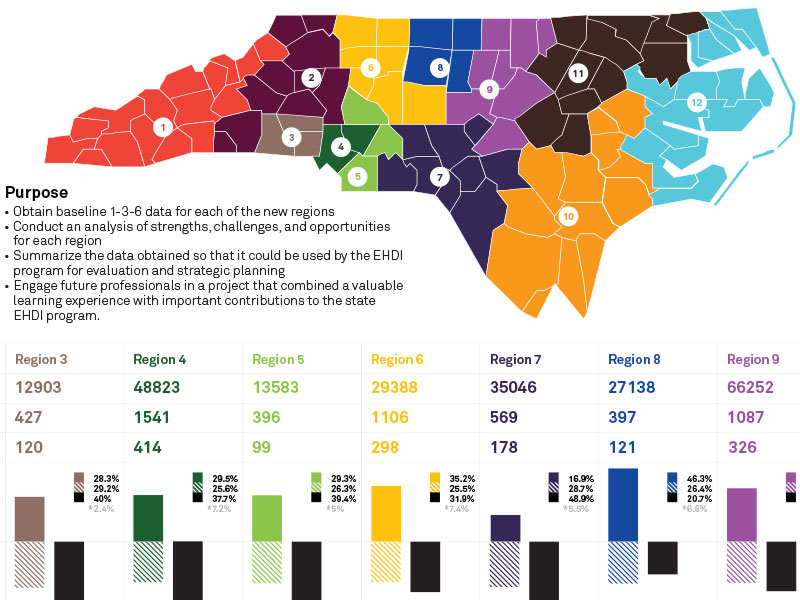 1
2
3
4
5
6
7
8
9
10
11
12
Purpose
• Obtain baseline 1-3-6 data for each of the new regions
• Conduct an analysis of strengths, challenges, and opportunities
for each region
• Summarize the data obtained so that it could be used by the EHDI
program for evaluation and strategic planning
• Engage future professionals in a project that combined a valuable
learning experience with important contributions to the state
EHDI program.
Region 3 Region 4 Region 5 Region 6 Region 7 Region 8 Region 9
12903 48823 13583 29388 35046 27138 66252
427 1541 396 1106 569 397 1087
120 414 99 298 178 121 326
28.3% 29.5% 29.3% 35.2% 16.9% 46.3%
29.2% 25.6% 26.3% 25.5% 28.7% 26.4%
40% 37.7% 39.4% 31.9% 48.9% 20.7%
*2.4% *7.2% *5% *7.4% *5.5% *6.6%